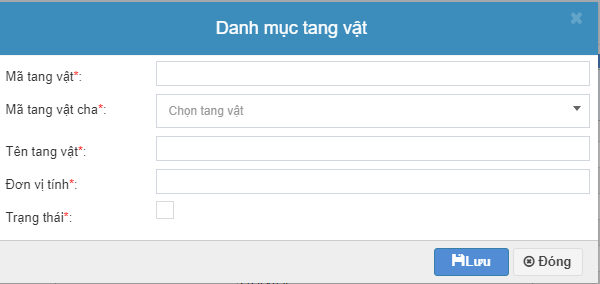 Danh mục tang vật
Mã tang vật*:
Mã tang vật cha*: Chọn tang vật
Tên tang vật*:
Đơn vị tính*:
Trạng thái*:
Lưu Đóng